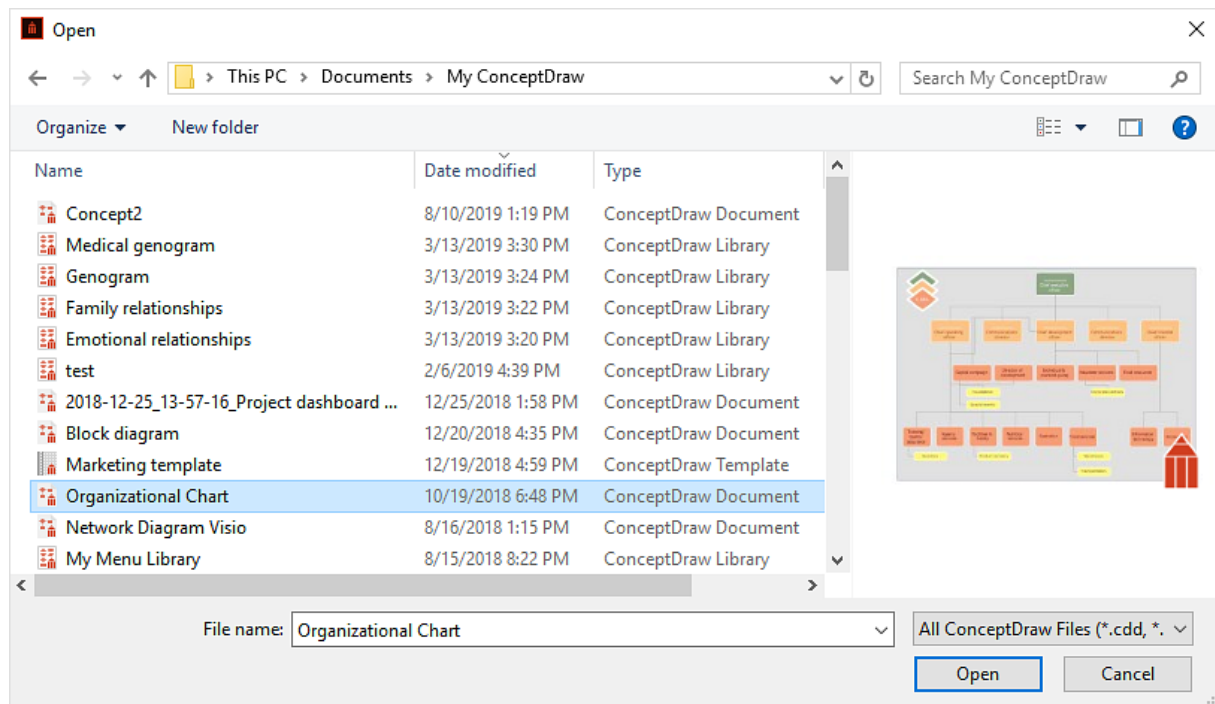 Open
This PC > Documents > My ConceptDraw
Search My ConceptDraw
Organize
New folder
?
Name Date modified Type
Concept2 8/10/2019 1:19 PM ConceptDraw Document
Medical genogram 3/13/2019 3:30 PM ConceptDraw Library
Genogram 3/13/2019 3:24 PM ConceptDraw Library
Family relationships 3/13/2019 3:22 PM ConceptDraw Library
Emotional relationships 3/13/2019 3:20 PM ConceptDraw Library
test 2/6/2019 4:39 PM ConceptDraw Library
2018-12-25_13-57-16_Project dashboard ... 12/25/2018 1:58 PM ConceptDraw Document
Block diagram 12/20/2018 4:35 PM ConceptDraw Document
Marketing template 12/19/2018 4:59 PM ConceptDraw Template
Organizational Chart 10/19/2018 6:48 PM ConceptDraw Document
Network Diagram Visio 8/16/2018 1:15 PM ConceptDraw Document
My Menu Library 8/15/2018 8:22 PM ConceptDraw Library
File name: Organizational Chart
All ConceptDraw Files (*.cdd, *.
Open
Cancel